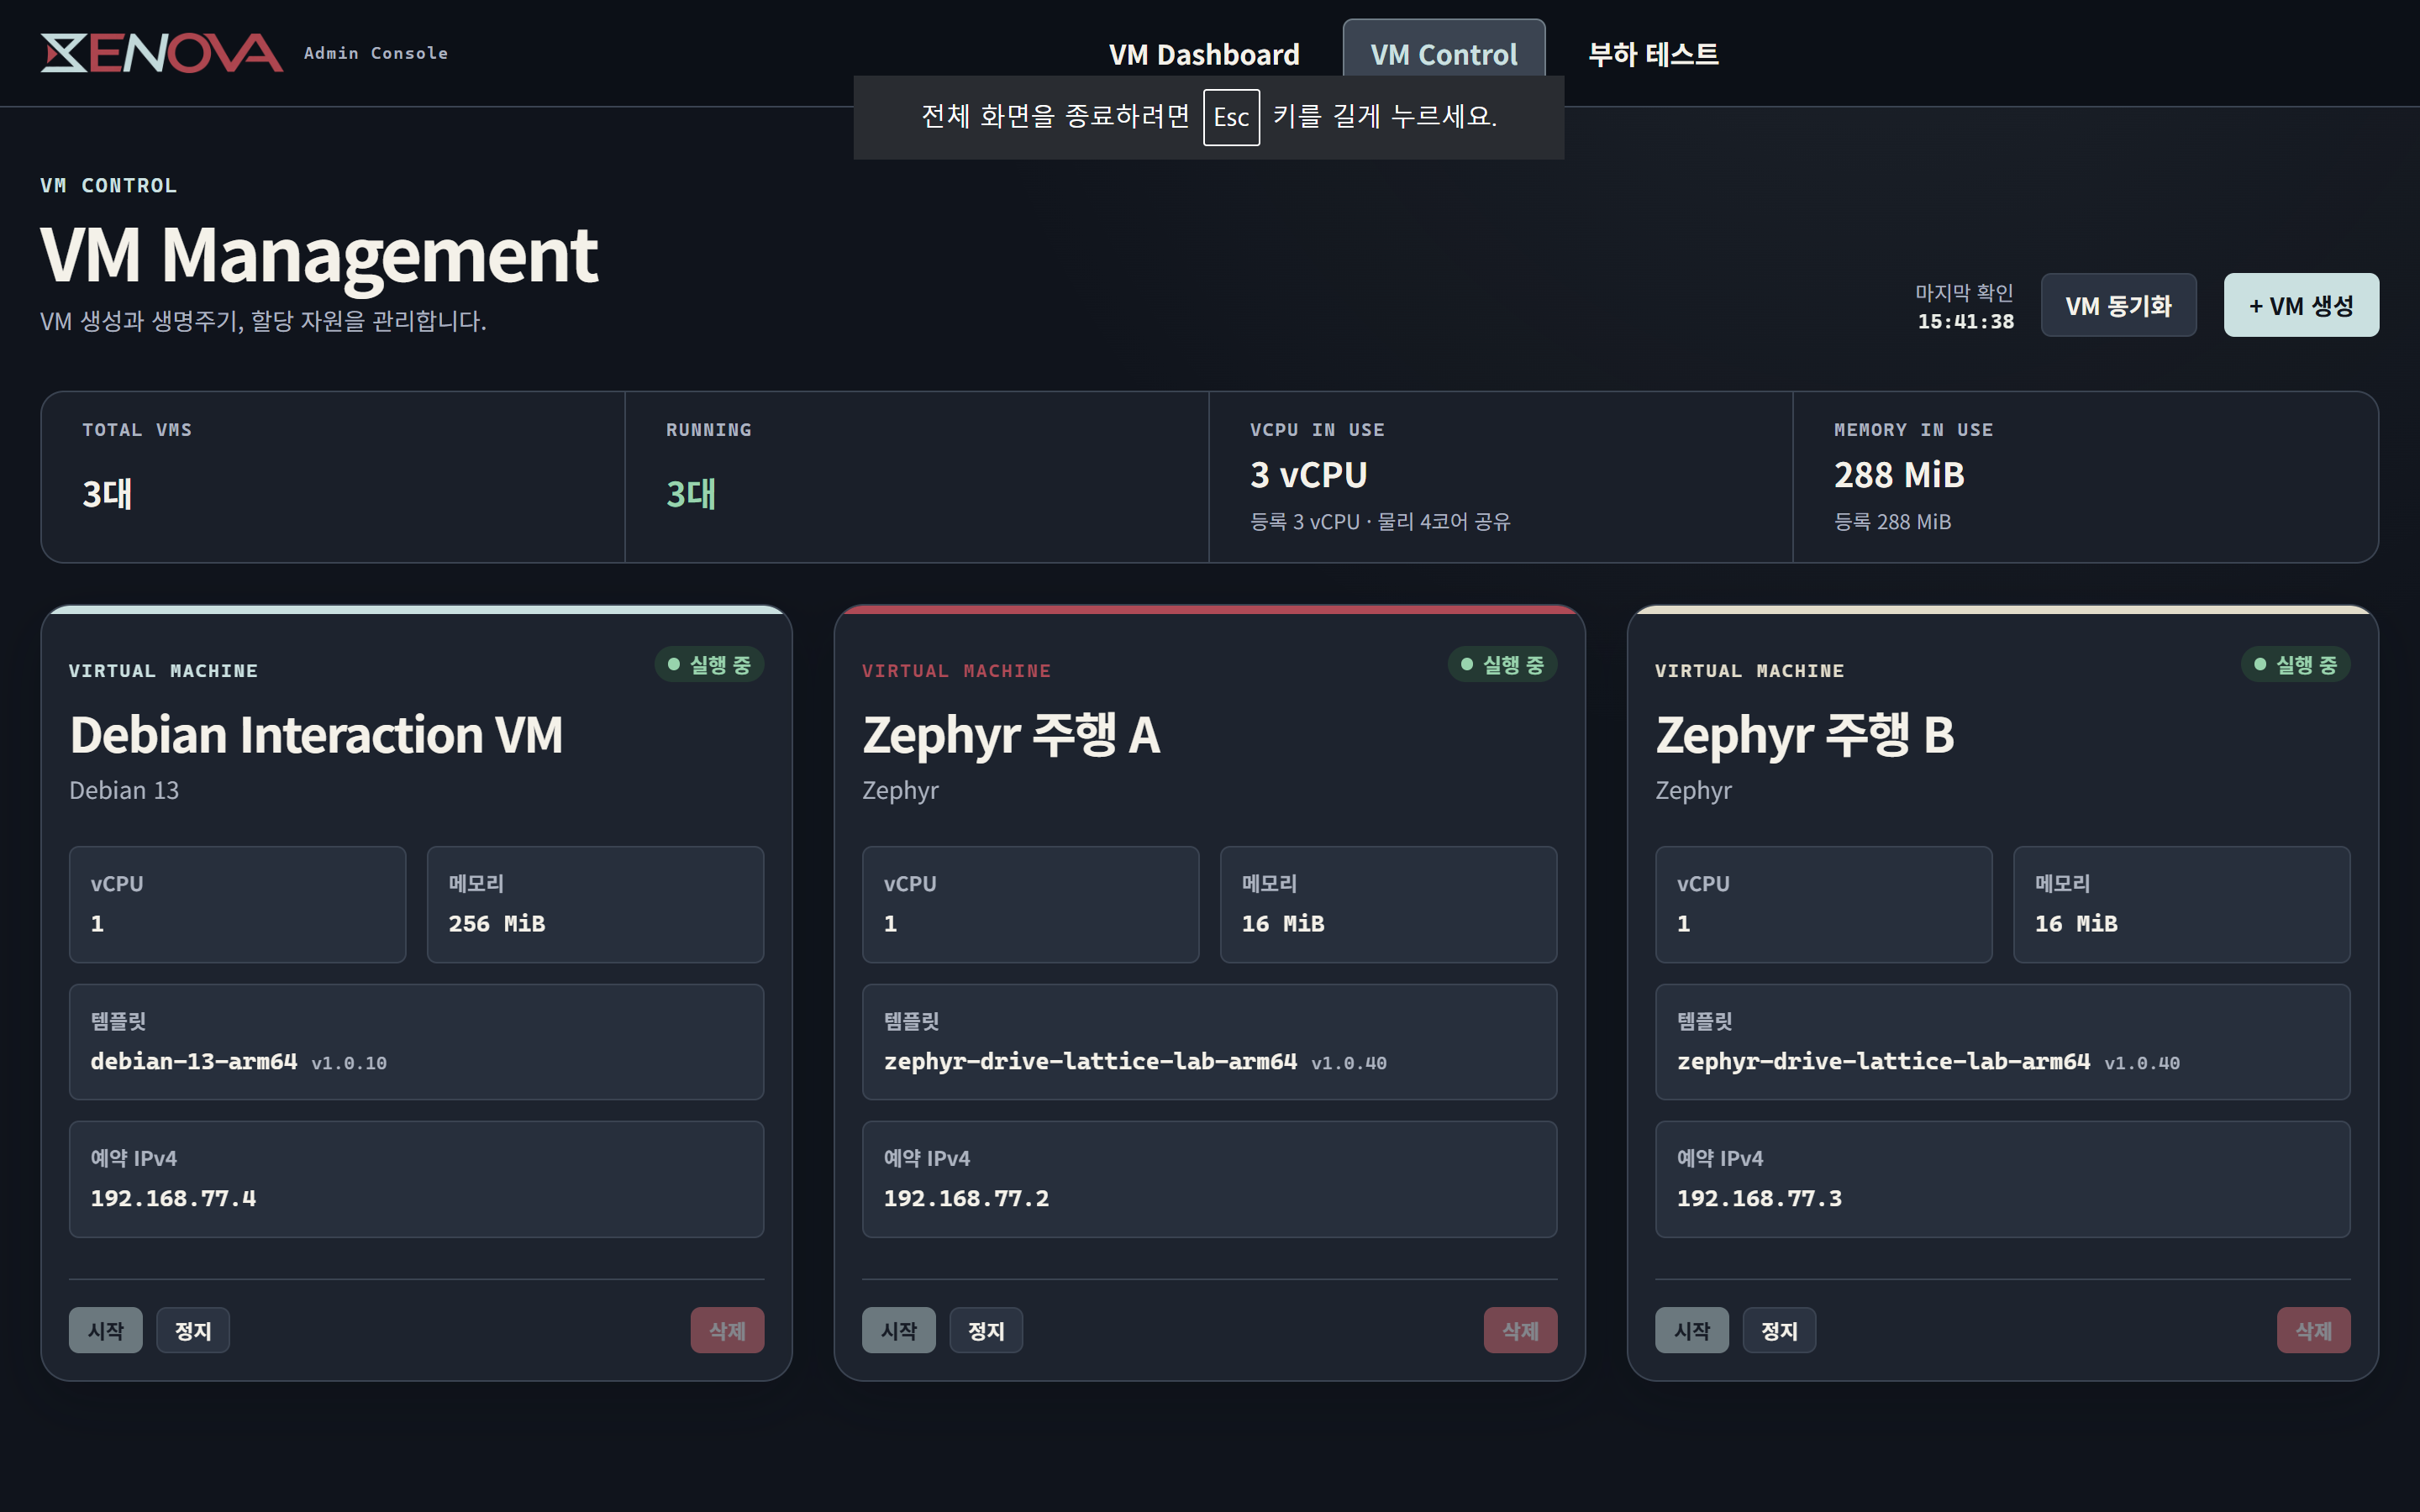 XENOVA Admin Console
VM Dashboard
VM Control
부하 테스트
전체 화면을 종료하려면 Esc 키를 길게 누르세요.
VM CONTROL
VM Management
VM 생성과 생명주기, 할당 자원을 관리합니다.
마지막 확인
15:41:38
VM 동기화
+ VM 생성
TOTAL VMS
3대
RUNNING
3대
VCPU IN USE
3 vCPU
등록 3 vCPU · 물리 4코어 공유
MEMORY IN USE
288 MiB
등록 288 MiB
VIRTUAL MACHINE
실행 중
Debian Interaction VM
Debian 13
vCPU
1
메모리
256 MiB
템플릿
debian-13-arm64 v1.0.10
예약 IPv4
192.168.77.4
시작
정지
삭제
VIRTUAL MACHINE
실행 중
Zephyr 주행 A
Zephyr
vCPU
1
메모리
16 MiB
템플릿
zephyr-drive-lattice-lab-arm64 v1.0.40
예약 IPv4
192.168.77.2
시작
정지
삭제
VIRTUAL MACHINE
실행 중
Zephyr 주행 B
Zephyr
vCPU
1
메모리
16 MiB
템플릿
zephyr-drive-lattice-lab-arm64 v1.0.40
예약 IPv4
192.168.77.3
시작
정지
삭제